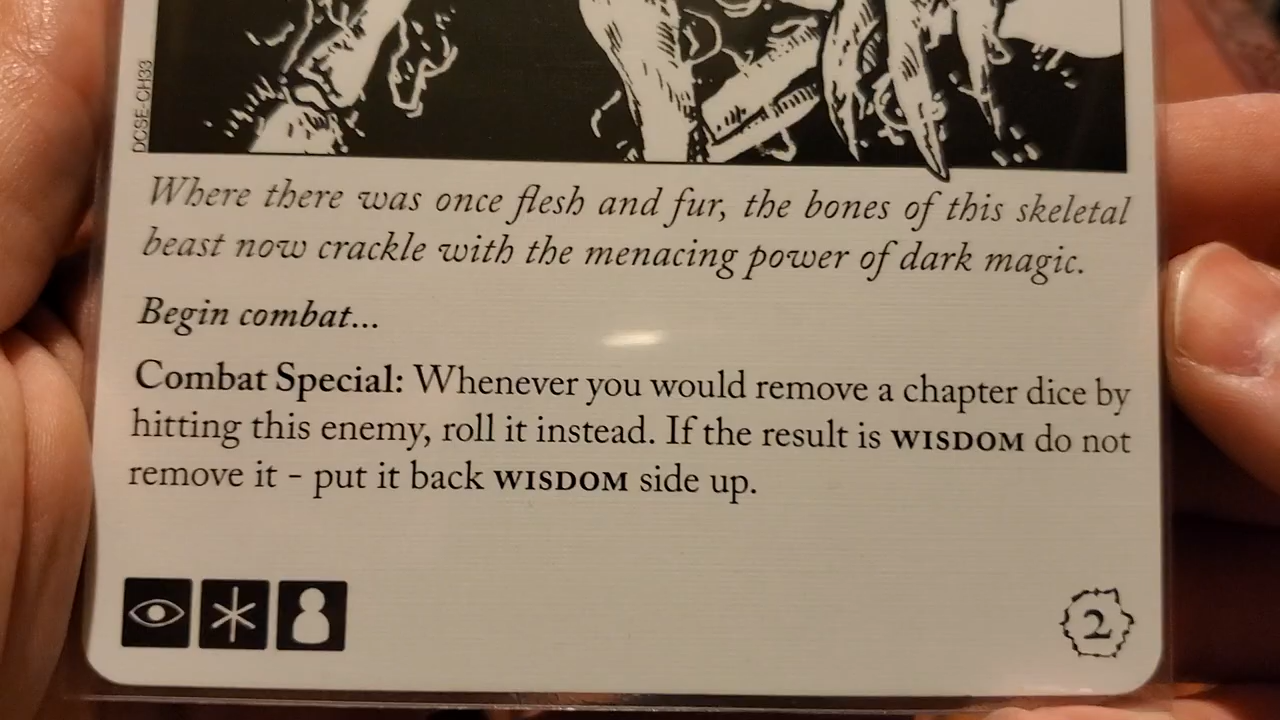 DCSE-CH33
Where there was once flesh and fur, the bones of this skeletal
beast now crackle with the menacing power of dark magic.
Begin combat...
Combat Special: Whenever you would remove a chapter dice by
hitting this enemy, roll it instead. If the result is WISDOM do not
remove it - put it back WISDOM side up.
2